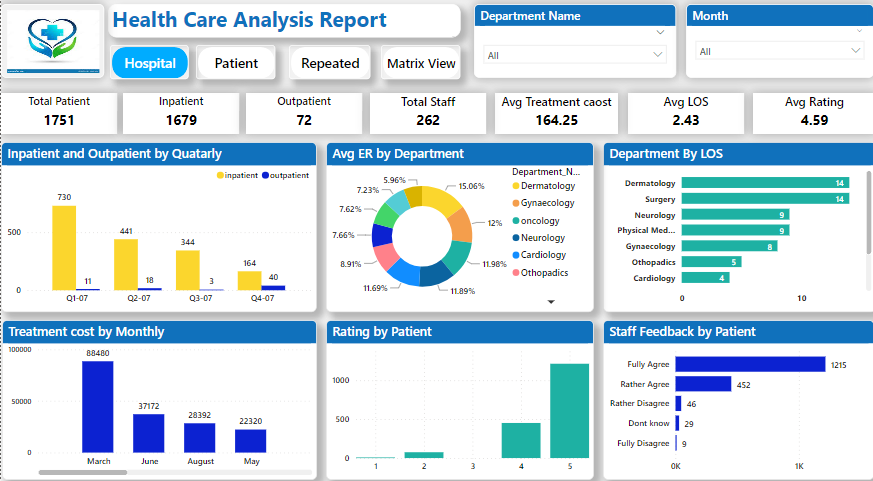 Health Care Analysis Report
Hospital
Patient
Repeated
Matrix View
Department Name
All
Month
All
Total Patient
1751
Inpatient
1679
Outpatient
72
Total Staff
262
Avg Treatment caost
164.25
Avg LOS
2.43
Avg Rating
4.59
Inpatient and Outpatient by Quatarly
inpatient outpatient
730
441
344
164
11
18
3
40
500
0
Q1-07 Q2-07 Q3-07 Q4-07
Avg ER by Department
5.96%
7.23%
7.62%
7.66%
8.91%
11.69%
11.89%
11.98%
12%
15.06%
Department_N...
Dermatology
Gynaecology
oncology
Neurology
Cardiology
Othopadics
Department By LOS
Dermatology 14
Surgery 14
Neurology 9
Physical Med... 9
Gynaecology 8
Othopadics 5
Cardiology 4
0 10
Treatment cost by Monthly
100000
50000
0
88480
37172
28392
22320
March June August May
Rating by Patient
1000
500
0
1 2 3 4 5
Staff Feedback by Patient
Fully Agree 1215
Rather Agree 452
Rather Disagree 46
Dont know 29
Fully Disagree 9
0K 1K